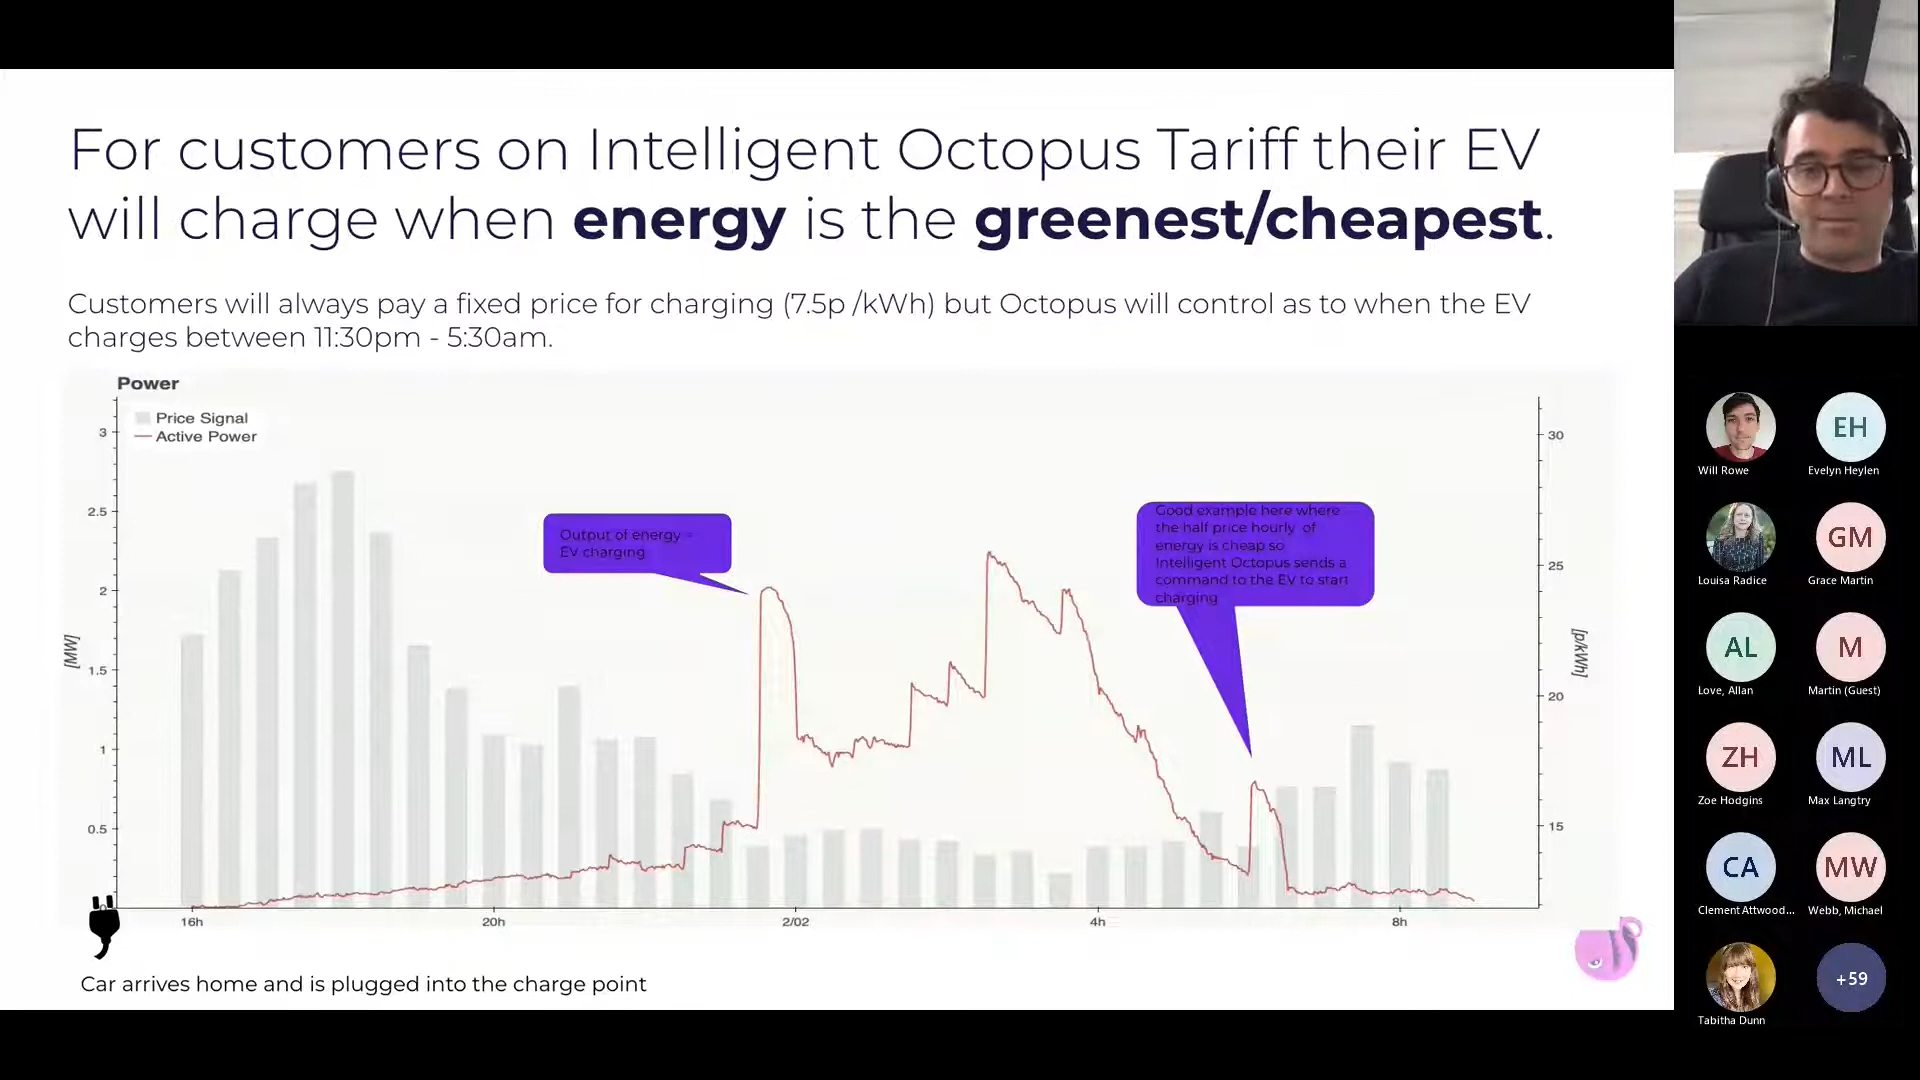 For customers on Intelligent Octopus Tariff their EV
will charge when energy is the greenest/cheapest.
Customers will always pay a fixed price for charging (7.5p /kWh) but Octopus will control as to when the EV
charges between 11:30pm - 5:30am.
Power
Price Signal
Active Power
3
2.5
2
1.5
1
0.5
0
[MW]
30
25
20
15
[p/kWh]
Output of energy =
EV charging
Good example here where
the half price hourly of
energy is cheap so
Intelligent Octopus sends a
command to the EV to start
charging
16h
20h
2/02
4h
8h
Car arrives home and is plugged into the charge point
Will Rowe
EH
Evelyn Heylen
Louisa Radice
GM
Grace Martin
AL
Love, Allan
M
Martin (Guest)
ZH
Zoe Hodgins
ML
Max Langtry
CA
Clement Attwood...
MW
Webb, Michael
Tabitha Dunn
+59